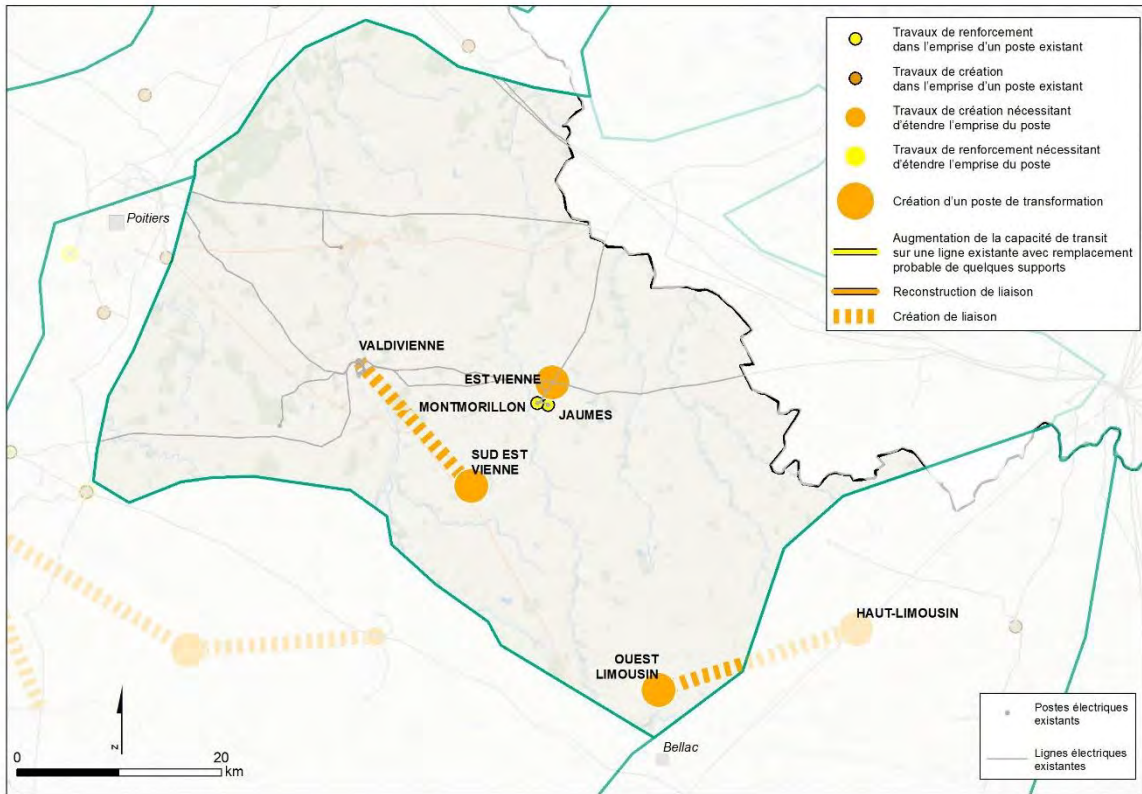 Travaux de renforcement
dans l'emprise d'un poste existant
Travaux de création
dans l'emprise d'un poste existant
Travaux de création nécessitant
d'étendre l'emprise du poste
Travaux de renforcement nécessitant
d'étendre l'emprise du poste
Création d'un poste de transformation
Augmentation de la capacité de transit
sur une ligne existante avec remplacement
probable de quelques supports
Reconstruction de liaison
Création de liaison
Poitiers
VALDIVIENNE
EST VIENNE
MONTMORILLON
JAUMES
SUD EST
VIENNE
HAUT-LIMOUSIN
OUEST
LIMOUSIN
Bellac
N
0 20
km
Postes électriques
existants
Lignes électriques
existantes